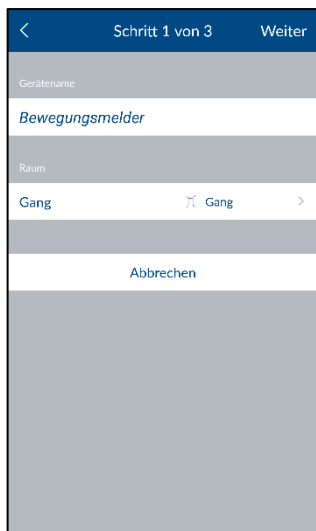 Schritt 1 von 3 Weiter
Gerätename
Bewegungsmelder
Raum
Gang Gang
Abbrechen